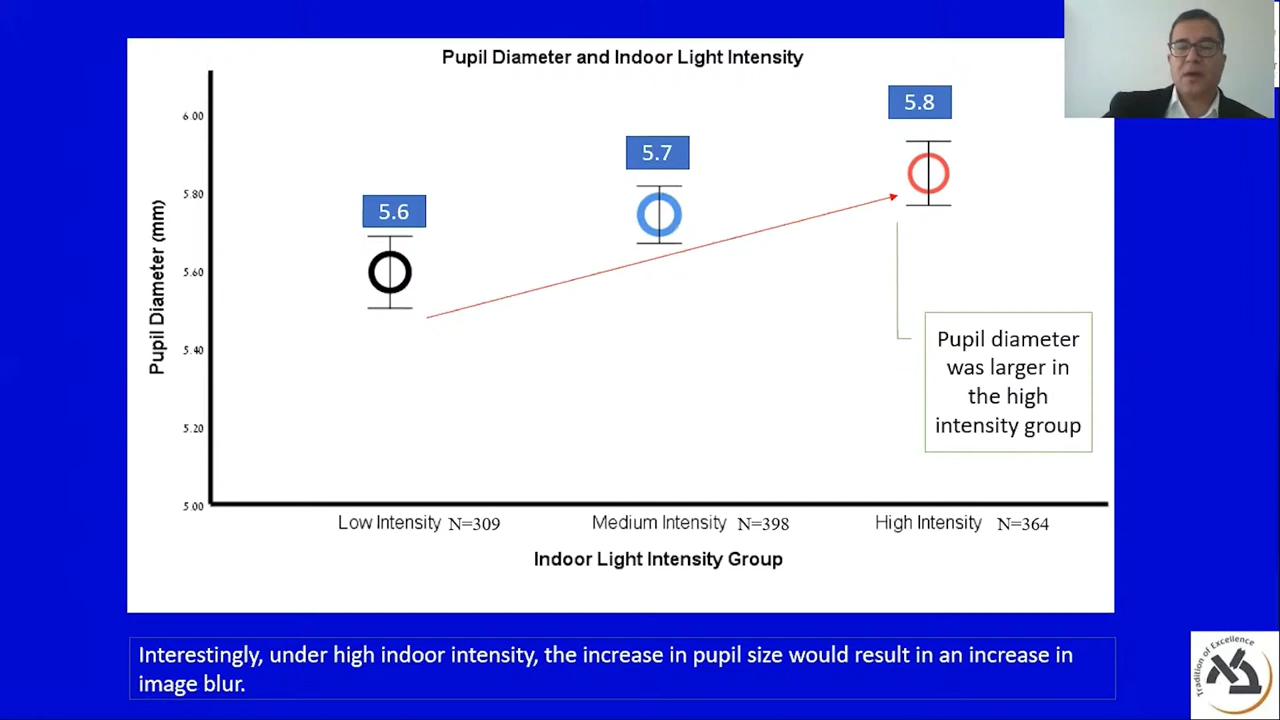 Pupil Diameter and Indoor Light Intensity
6.00
5.80
5.60
5.40
5.20
5.00
Pupil Diameter (mm)
5.6
5.7
5.8
Pupil diameter
was larger in
the high
intensity group
Low Intensity N=309
Medium Intensity N=398
High Intensity N=364
Indoor Light Intensity Group
Interestingly, under high indoor intensity, the increase in pupil size would result in an increase in
image blur.
Tradition of Excellence